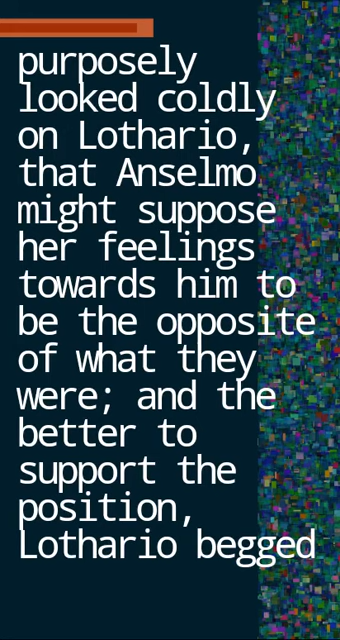 purposely
looked coldly
on Lothario,
that Anselmo
might suppose
her feelings
towards him to
be the opposite
of what they
were; and the
better to
support the
position,
Lothario begged